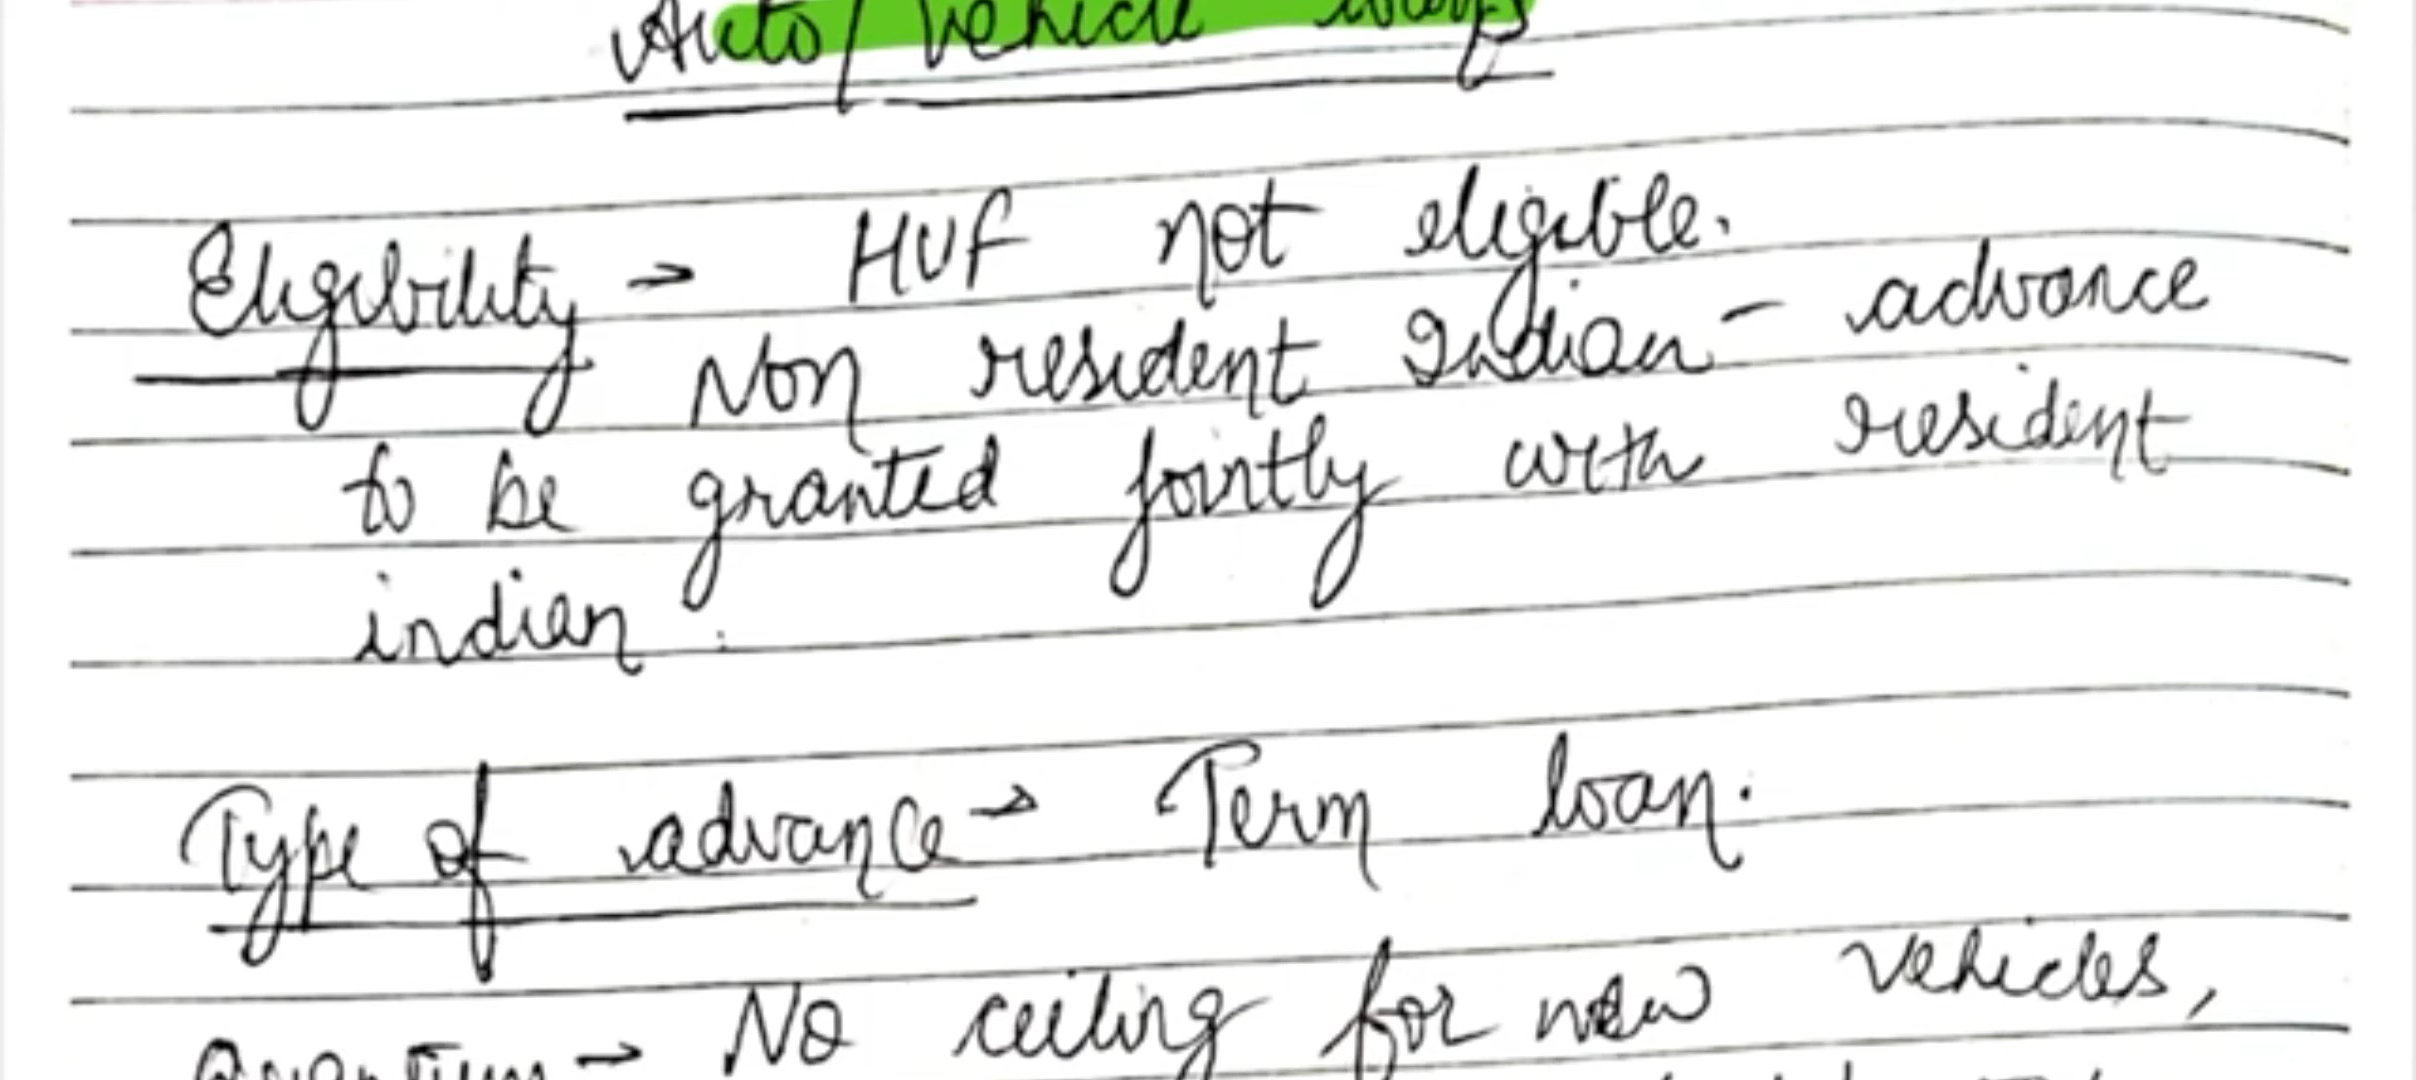 Auto/Vehicle loans
Eligibility → HUF not eligible.
Non resident Indian - advance
to be granted jointly with resident
indian.
Type of advance → Term loan.
Quantum → No ceiling for new vehicles,